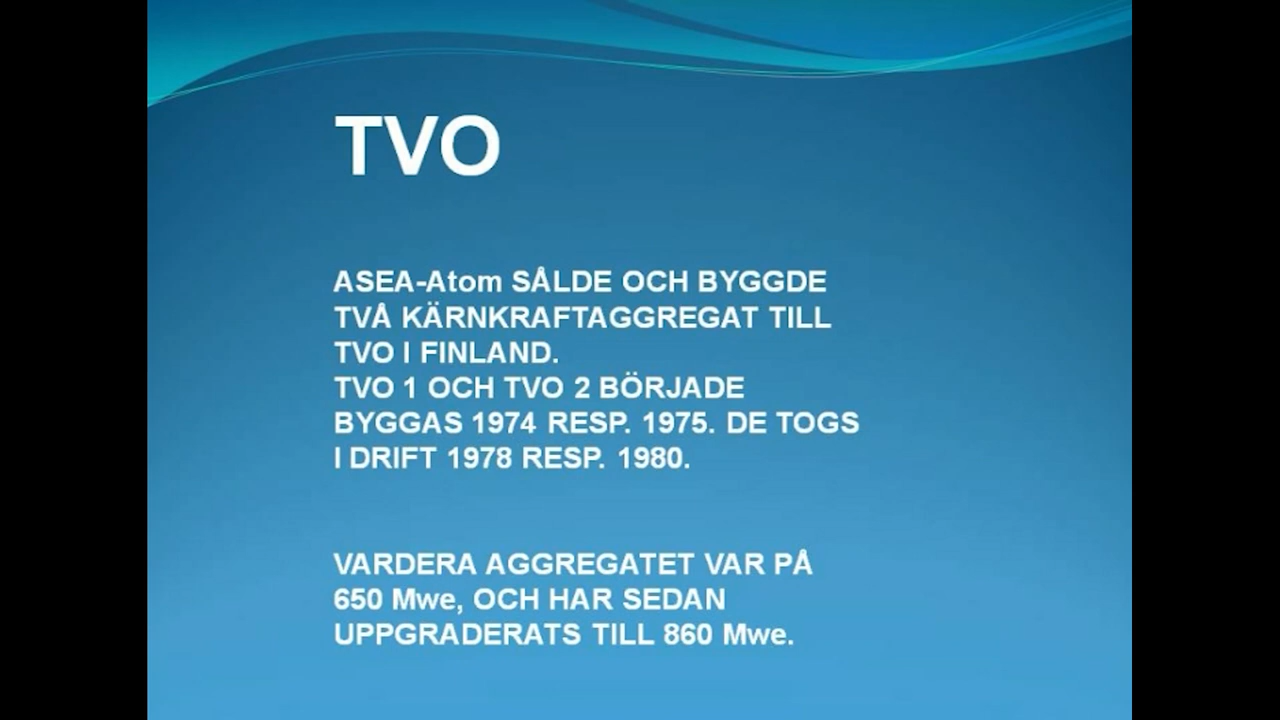 TVO
ASEA-Atom SÅLDE OCH BYGGDE
TVÅ KÄRNKRAFTAGGREGAT TILL
TVO I FINLAND.
TVO 1 OCH TVO 2 BÖRJADE
BYGGAS 1974 RESP. 1975. DE TOGS
I DRIFT 1978 RESP. 1980.
VARDERA AGGREGATET VAR PÅ
650 Mwe, OCH HAR SEDAN
UPPGRADERATS TILL 860 Mwe.